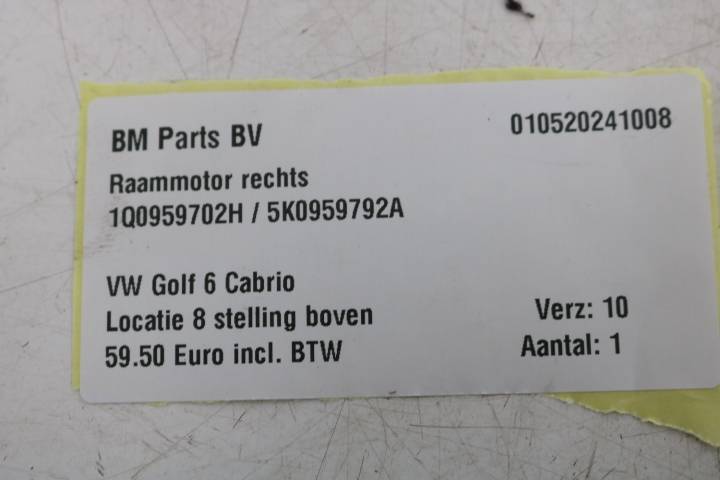 BM Parts BV
010520241008
Raammotor rechts
1Q0959702H / 5K0959792A
VW Golf 6 Cabrio
Locatie 8 stelling boven
Verz: 10
59.50 Euro incl. BTW
Aantal: 1